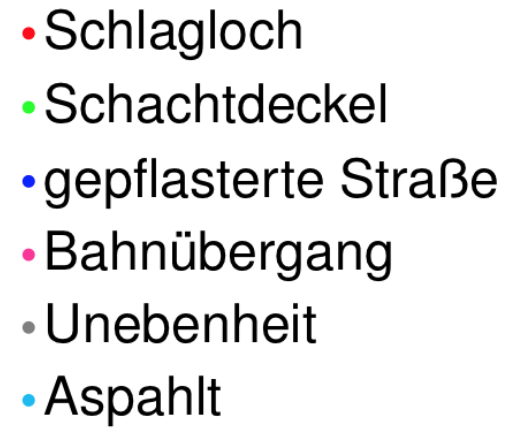 Schlagloch
Schachtdeckel
gepflasterte Straße
Bahnübergang
Unebenheit
Aspahlt